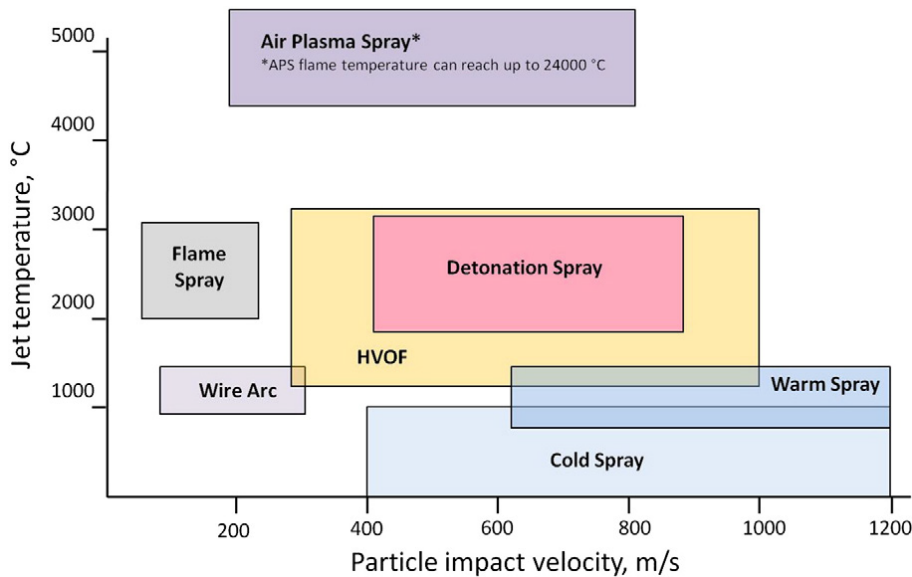 5000
Air Plasma Spray*
*APS flame temperature can reach up to 24000 °C
4000
Jet temperature, °C
3000
Flame
Spray
Detonation Spray
2000
HVOF
Wire Arc
Warm Spray
1000
Cold Spray
200
400
600
800
1000
1200
Particle impact velocity, m/s